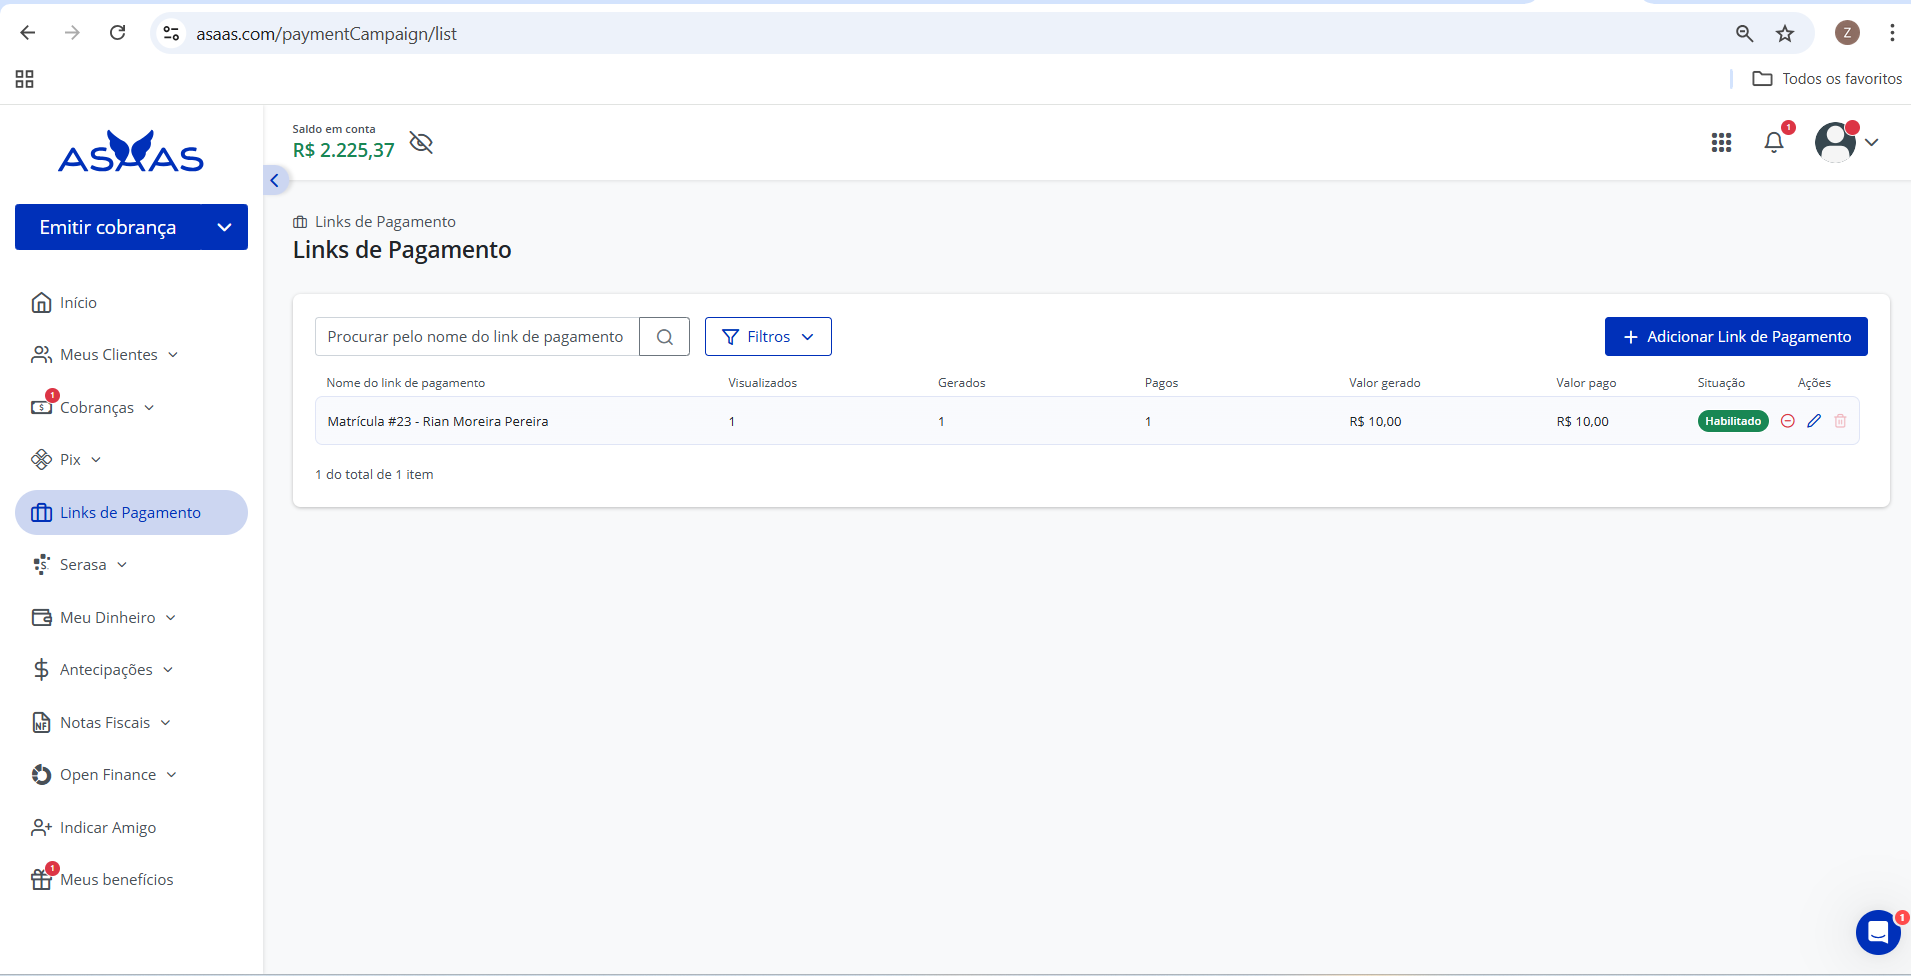 asaas.com/paymentCampaign/list
Z
Todos os favoritos
ASAAS
Saldo em conta
R$ 2.225,37
1
Emitir cobrança
Links de Pagamento
Links de Pagamento
Início
Meus Clientes
1
Cobranças
Pix
Links de Pagamento
Serasa
Meu Dinheiro
Antecipações
NF
Notas Fiscais
Open Finance
Indicar Amigo
1
Meus benefícios
Procurar pelo nome do link de pagamento
Filtros
Adicionar Link de Pagamento
Nome do link de pagamento Visualizados Gerados Pagos Valor gerado Valor pago Situação Ações
Matrícula #23 - Rian Moreira Pereira 1 1 1 R$ 10,00 R$ 10,00 Habilitado
1 do total de 1 item
1